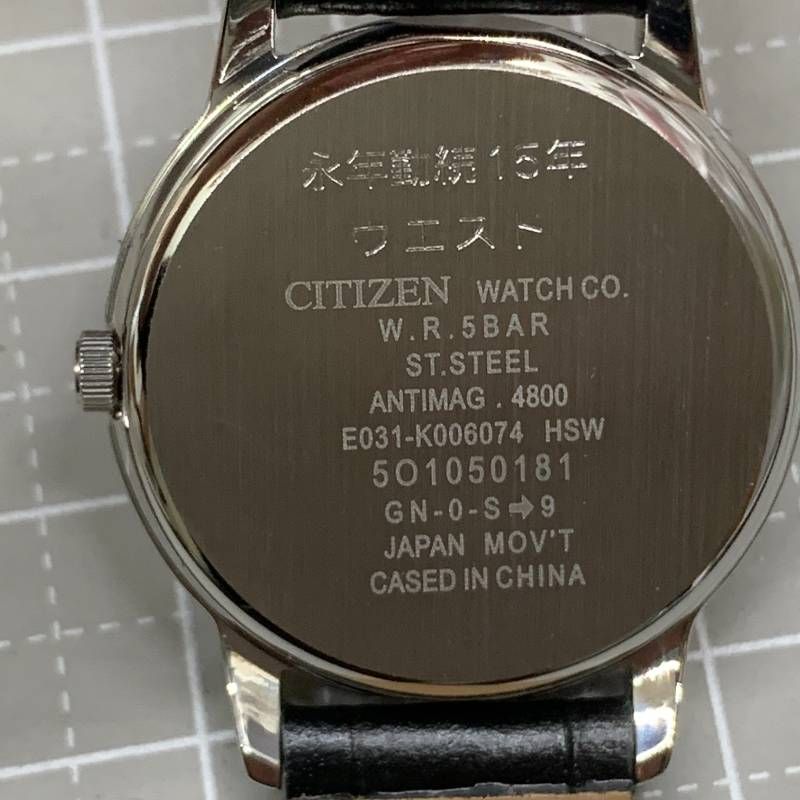 永年勤続15年
ウエスト
CITIZEN WATCH CO.
W.R.5BAR
ST.STEEL
ANTIMAG.4800
E031-K006074 HSW
5O1050181
GN-0-S➡9
JAPAN MOV'T
CASED IN CHINA